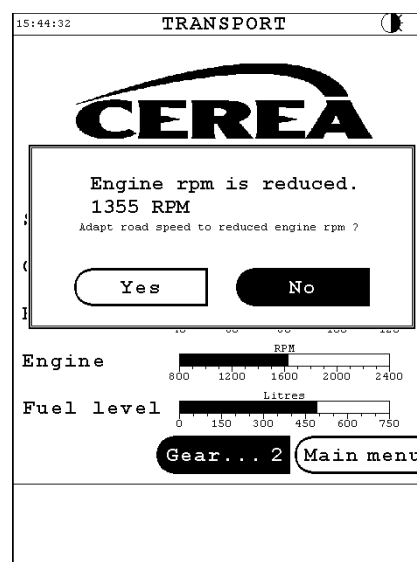 15:44:32 TRANSPORT
CEREA
Engine rpm is reduced.
1355 RPM
Adapt road speed to reduced engine rpm ?
Yes No
RPM
Engine
800 1200 1600 2000 2400
Litres
Fuel level
0 150 300 450 600 750
Gear... 2 Main menu